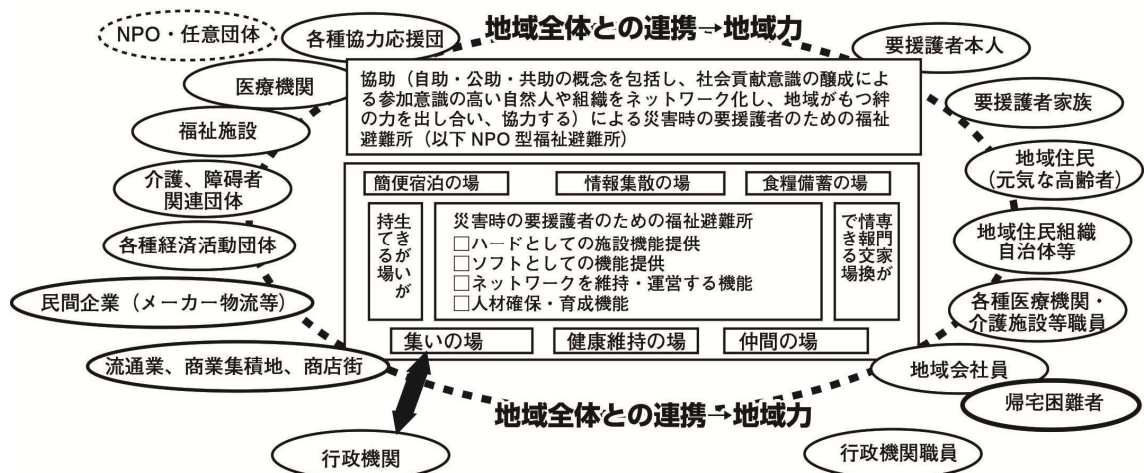 地域全体との連携→地域力
NPO・任意団体
各種協力応援団
医療機関
福祉施設
介護、障碍者
関連団体
各種経済活動団体
民間企業（メーカー物流等）
流通業、商業集積地、商店街
行政機関
協助（自助・公助・共助の概念を包括し、社会貢献意識の醸成によ
る参加意識の高い自然人や組織をネットワーク化し、地域がもつ絆
の力を出し合い、協力する）による災害時の要援護者のための福祉
避難所（以下 NPO 型福祉避難所）
簡便宿泊の場
情報集散の場
食糧備蓄の場
生きがいが
持てる場
災害時の要援護者のための福祉避難所
□ハードとしての施設機能提供
□ソフトとしての機能提供
□ネットワークを維持・運営する機能
□人材確保・育成機能
専門家が
情報交換
できる場
集いの場
健康維持の場
仲間の場
地域全体との連携→地域力
要援護者本人
要援護者家族
地域住民
（元気な高齢者）
地域住民組織
自治体等
各種医療機関・
介護施設等職員
地域会社員
帰宅困難者
行政機関職員